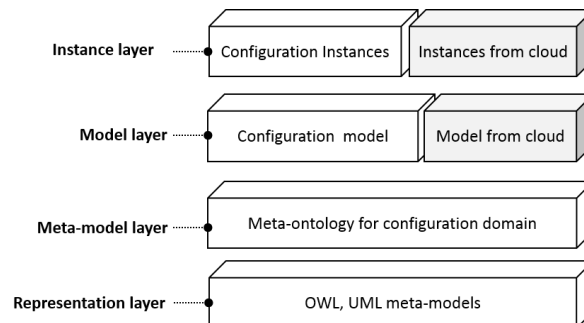 Instance layer
Configuration Instances
Instances from cloud
Model layer
Configuration model
Model from cloud
Meta-model layer
Meta-ontology for configuration domain
Representation layer
OWL, UML meta-models